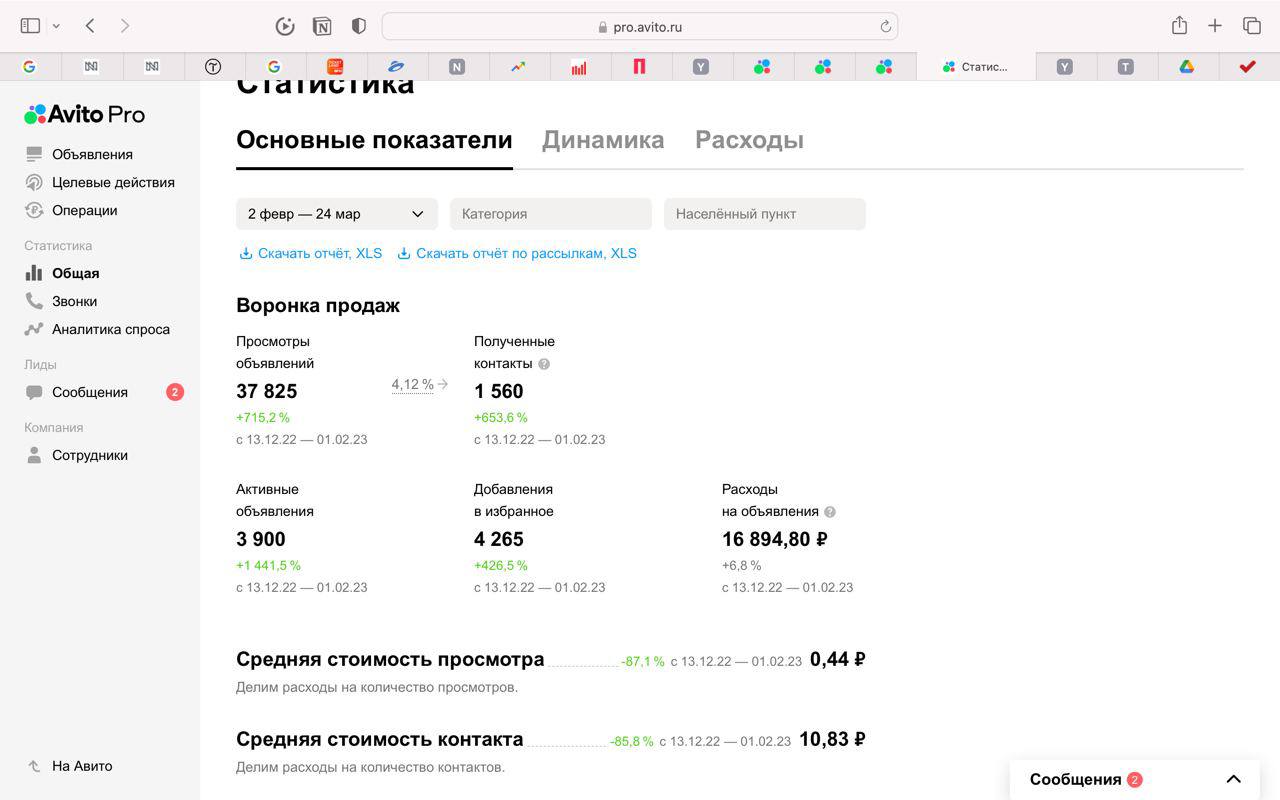 pro.avito.ru
Статис...
Avito Pro
Объявления
Целевые действия
Операции
Статистика
Общая
Звонки
Аналитика спроса
Лиды
Сообщения 2
Компания
Сотрудники
На Авито
Статистика
Основные показатели Динамика Расходы
2 февр — 24 мар Категория Населённый пункт
Скачать отчёт, XLS Скачать отчёт по рассылкам, XLS
Воронка продаж
Просмотры
объявлений
37 825
+715,2 %
с 13.12.22 — 01.02.23
4,12 % →
Полученные
контакты ?
1 560
+653,6 %
с 13.12.22 — 01.02.23
Активные
объявления
3 900
+1 441,5 %
с 13.12.22 — 01.02.23
Добавления
в избранное
4 265
+426,5 %
с 13.12.22 — 01.02.23
Расходы
на объявления ?
16 894,80 ₽
+6,8 %
с 13.12.22 — 01.02.23
Средняя стоимость просмотра -87,1 % с 13.12.22 — 01.02.23 0,44 ₽
Делим расходы на количество просмотров.
Средняя стоимость контакта -85,8 % с 13.12.22 — 01.02.23 10,83 ₽
Делим расходы на количество контактов.
Сообщения 2